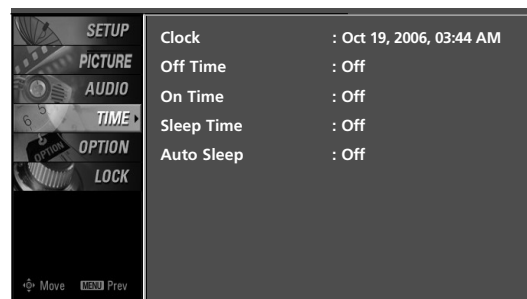 SETUP
PICTURE
AUDIO
TIME
OPTION
LOCK
Move MENU Prev
Clock : Oct 19, 2006, 03:44 AM
Off Time : Off
On Time : Off
Sleep Time : Off
Auto Sleep : Off